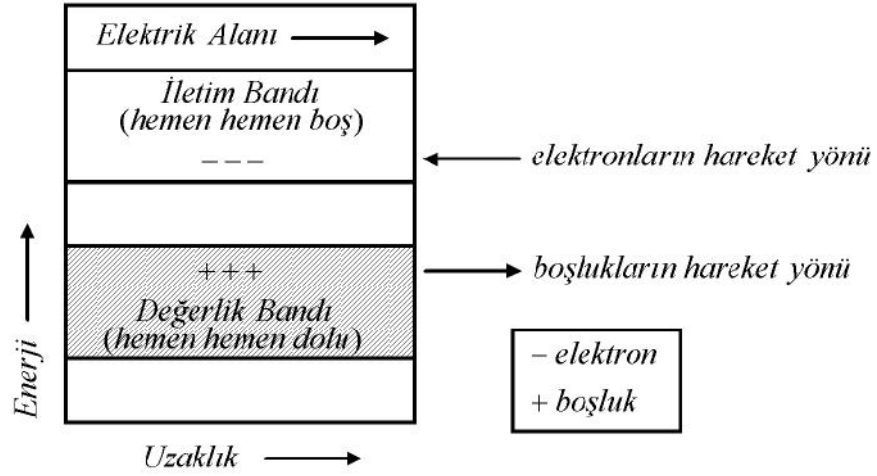 Elektrik Alanı
İletim Bandı
(hemen hemen boş)
– – –
elektronların hareket yönü
+ + +
boşlukların hareket yönü
Değerlik Bandı
(hemen hemen dolu)
– elektron
+ boşluk
Enerji
Uzaklık